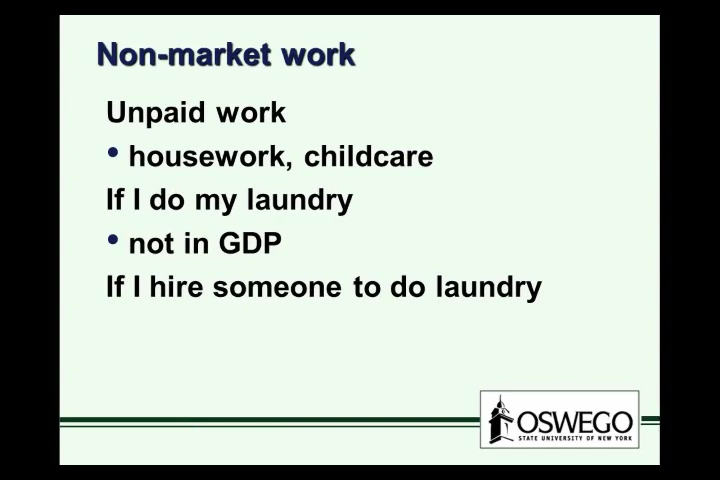 Non-market work
Unpaid work
• housework, childcare
If I do my laundry
• not in GDP
If I hire someone to do laundry
OSWEGO
STATE UNIVERSITY OF NEW YORK